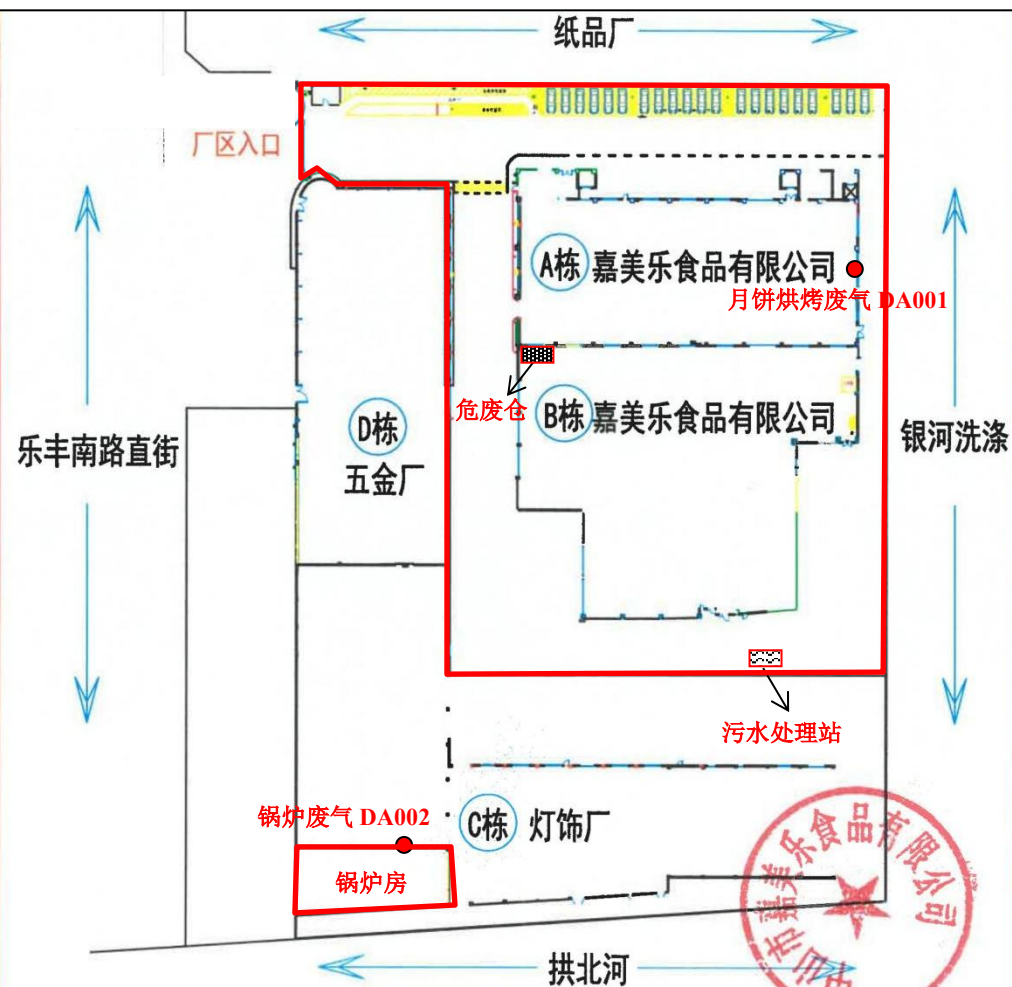 纸品厂
厂区入口
A栋 嘉美乐食品有限公司
月饼烘烤废气 DA001
危废仓
B栋 嘉美乐食品有限公司
D栋
五金厂
乐丰南路直街
银河洗涤
污水处理站
锅炉废气 DA002
C栋 灯饰厂
锅炉房
拱北河
中山市嘉美乐食品有限公司